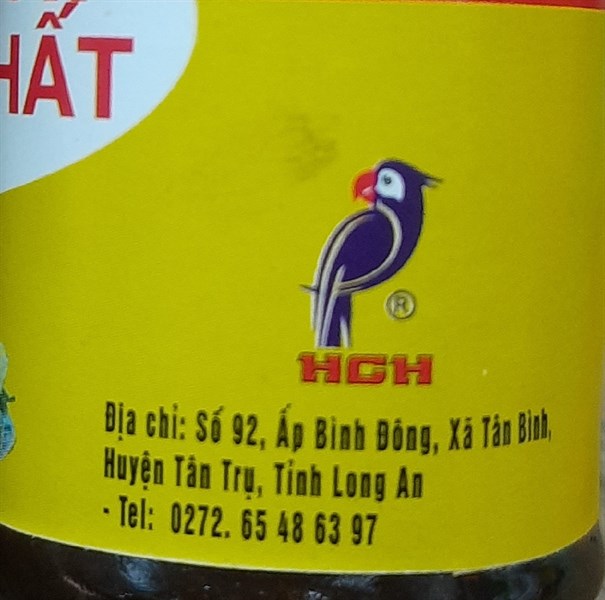 HẤT
®
HCH
Địa chỉ: Số 92, Ấp Bình Đông, Xã Tân Bình,
Huyện Tân Trụ, Tỉnh Long An
- Tel: 0272. 65 48 63 97